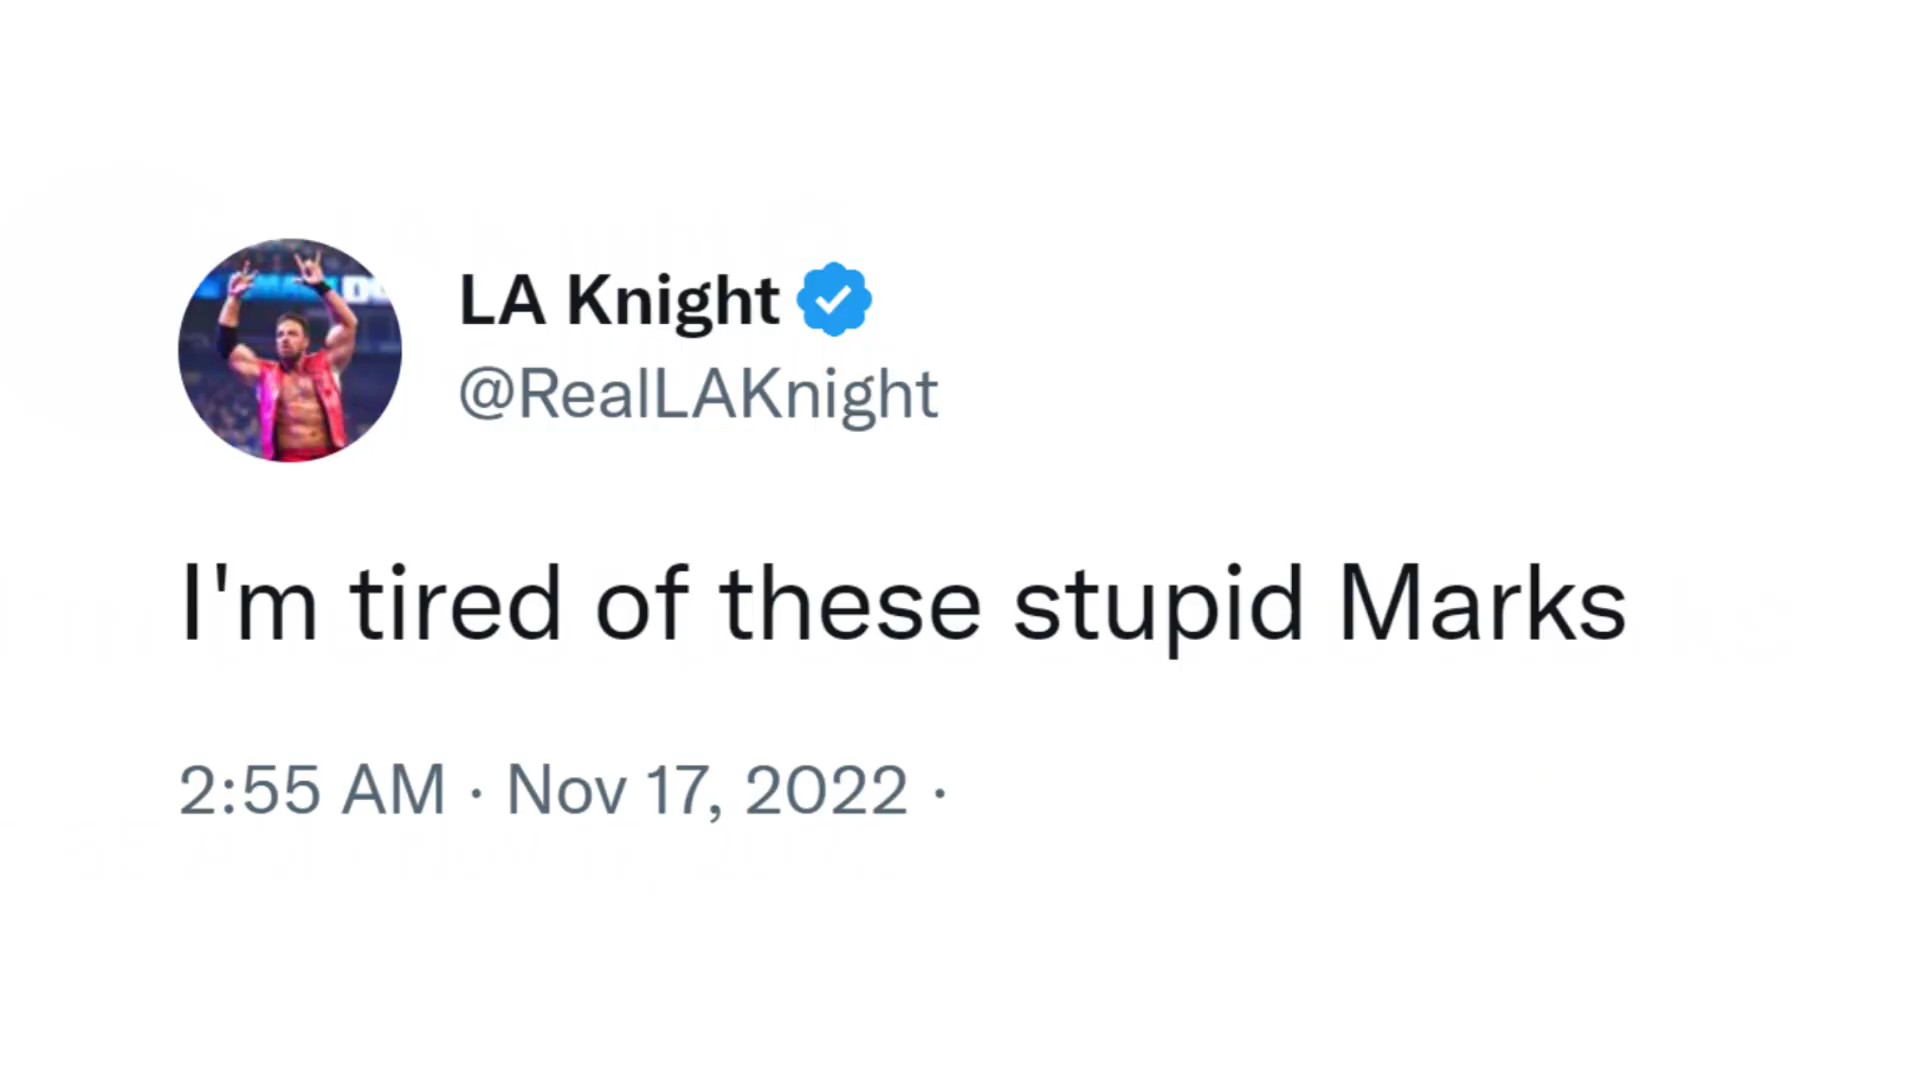 LA Knight
@RealLAKnight
I'm tired of these stupid Marks
2:55 AM · Nov 17, 2022 ·